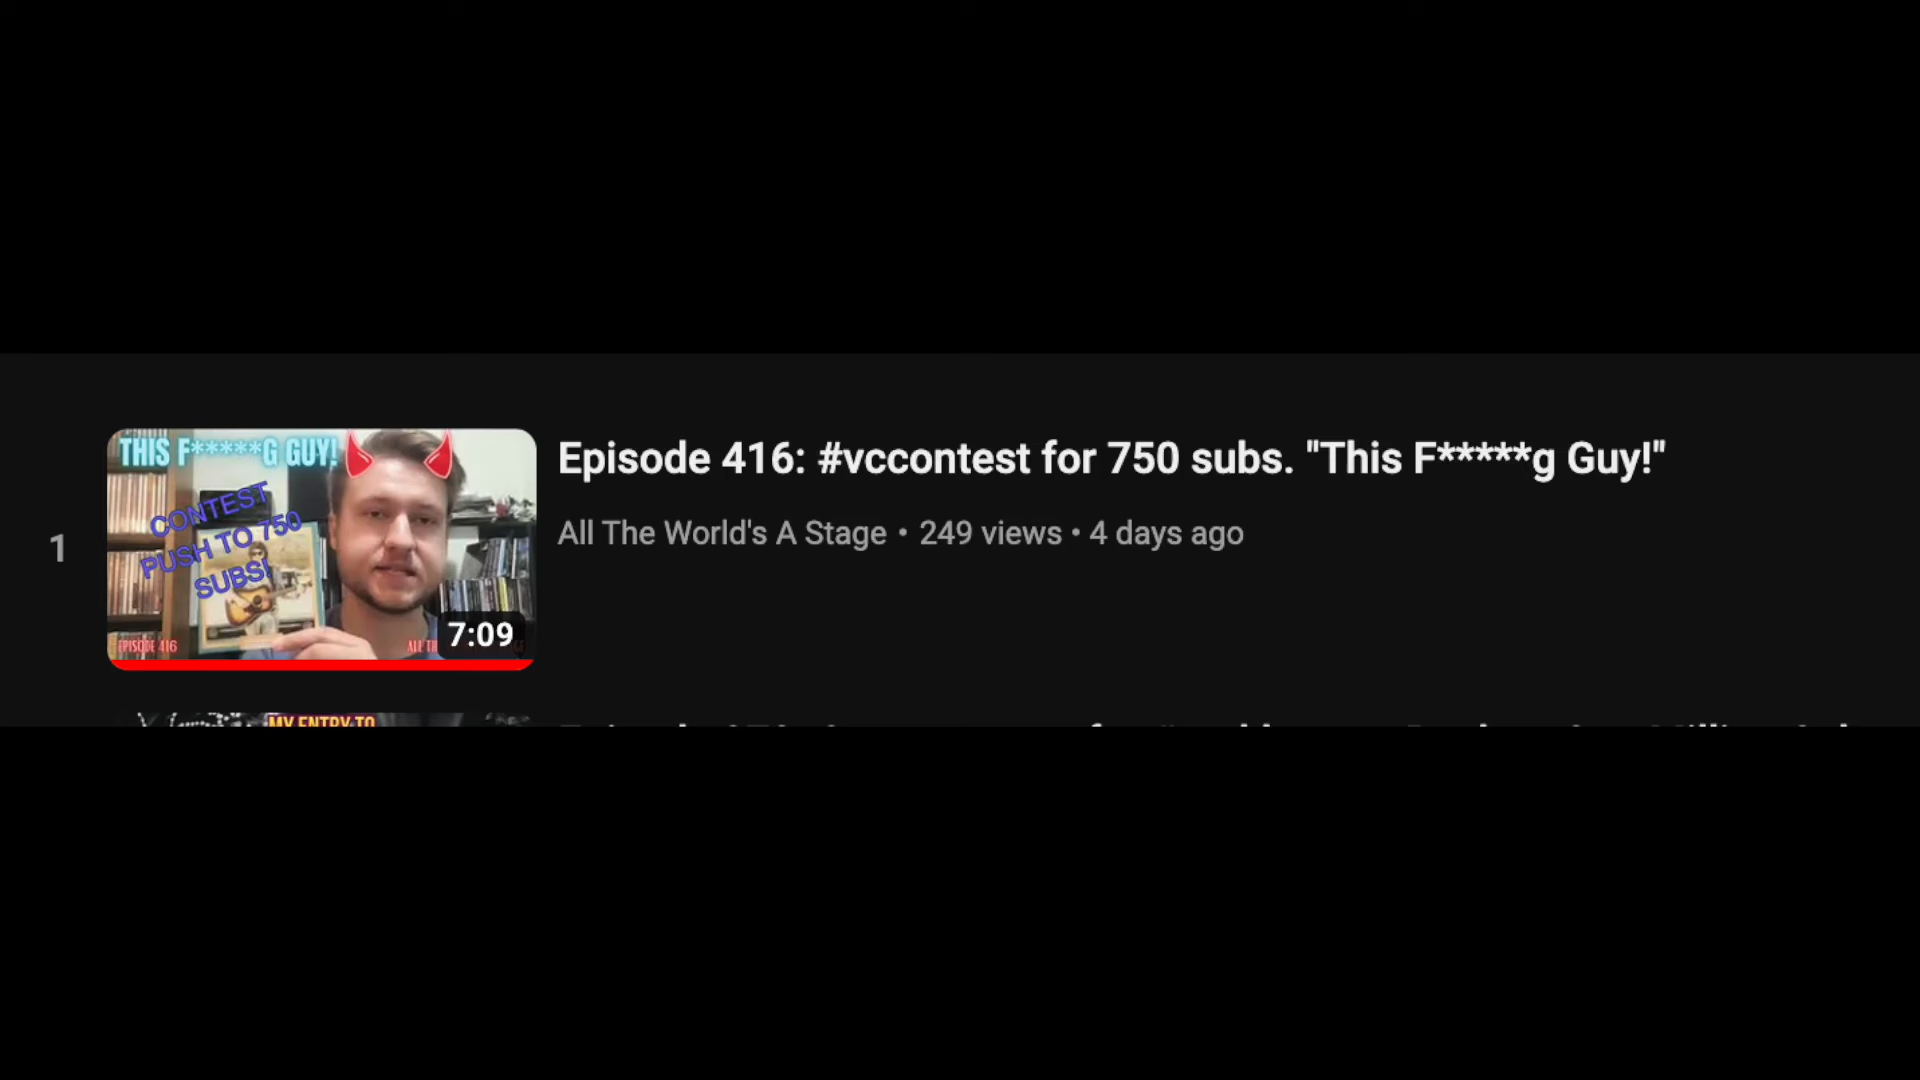 1
THIS F*****G GUY!
CONTEST
PUSH TO 750
SUBS!
EPISODE 416
7:09
Episode 416: #vccontest for 750 subs. "This F*****g Guy!"
All The World's A Stage • 249 views • 4 days ago
MY ENTRY TO